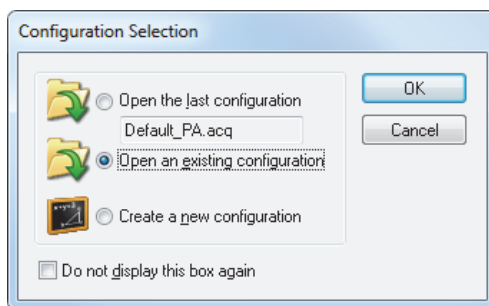 Configuration Selection
Open the last configuration
Default_PA.acq
Open an existing configuration
Create a new configuration
Do not display this box again
OK
Cancel